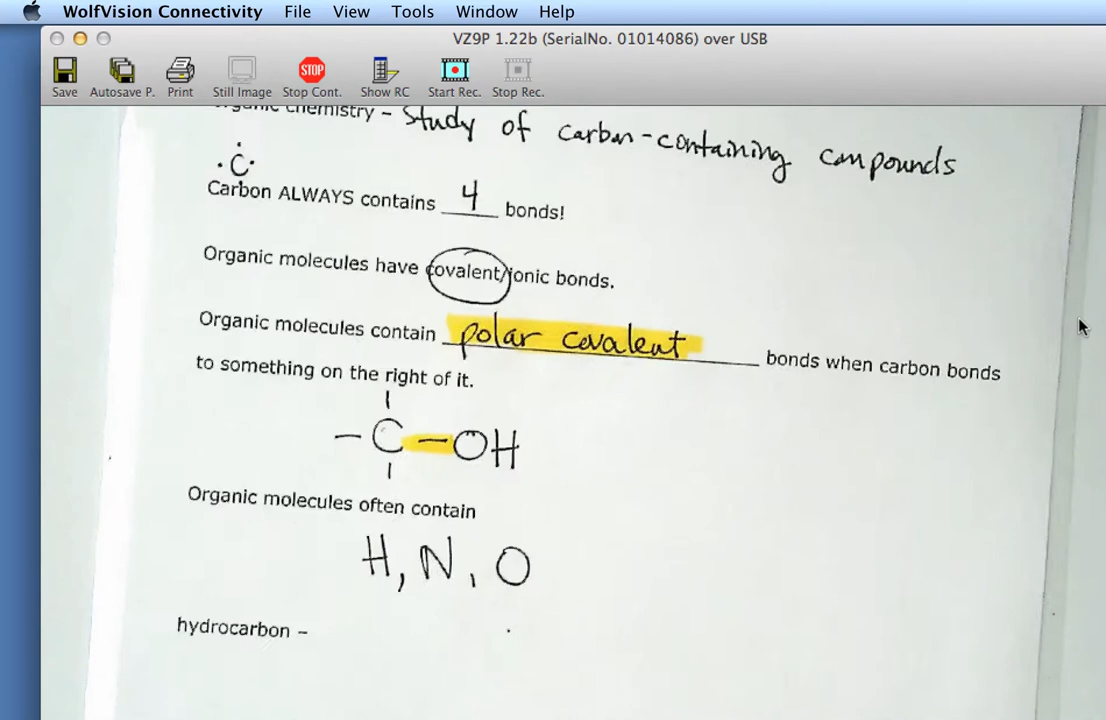 WolfVision Connectivity File View Tools Window Help
VZ9P 1.22b (SerialNo. 01014086) over USB
Save Autosave P. Print Still Image Stop Cont. Show RC Start Rec. Stop Rec.
STOP
chemistry - Study of carbon-containing compounds
C
Carbon ALWAYS contains 4 bonds!
Organic molecules have covalent/ionic bonds.
Organic molecules contain polar covalent bonds when carbon bonds
to something on the right of it.
- C - OH
Organic molecules often contain
H, N, O
hydrocarbon -